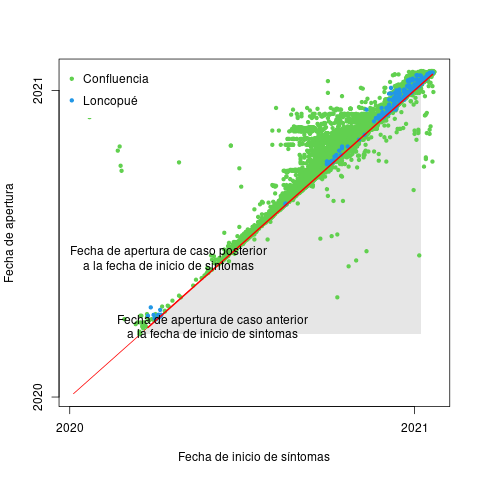 Confluencia
Loncopué
2021
Fecha de apertura
Fecha de apertura de caso posterior
a la fecha de inicio de síntomas
Fecha de apertura de caso anterior
a la fecha de inicio de síntomas
2020
2020
2021
Fecha de inicio de síntomas